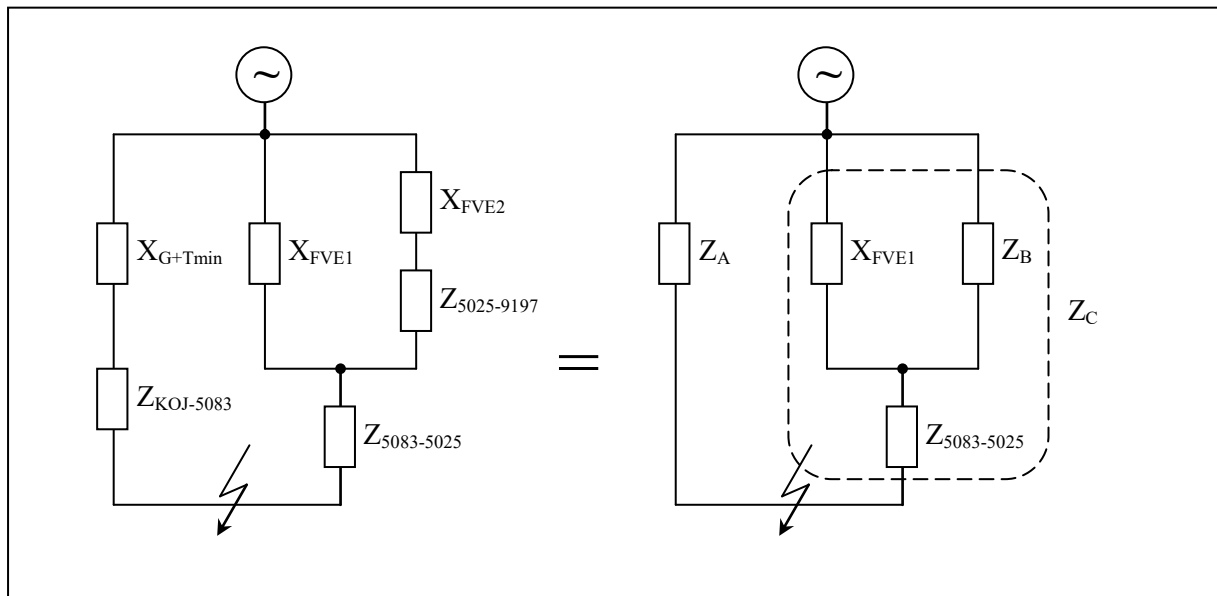 ~
X_FVE2
X_G+Tmin
X_FVE1
Z_5025-9197
Z_KOJ-5083
Z_5083-5025
=
~
Z_A
X_FVE1
Z_B
Z_C
Z_5083-5025